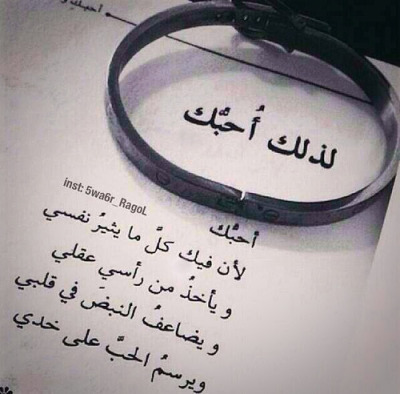 لذلك أُحبُّك
inst: 5wa6r_RagoL
أحبُّك
لأن فيك كلَّ ما يثيرُ نفسي
و يأخذُ من رأسي عقلي
و يضاعفُ النبضَ في قلبي
ويرسمُ الحبَّ على خدي